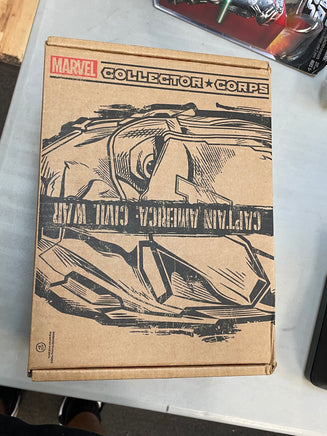 MARVEL
COLLECTOR★CORPS
CAPTAIN AMERICA: CIVIL WAR